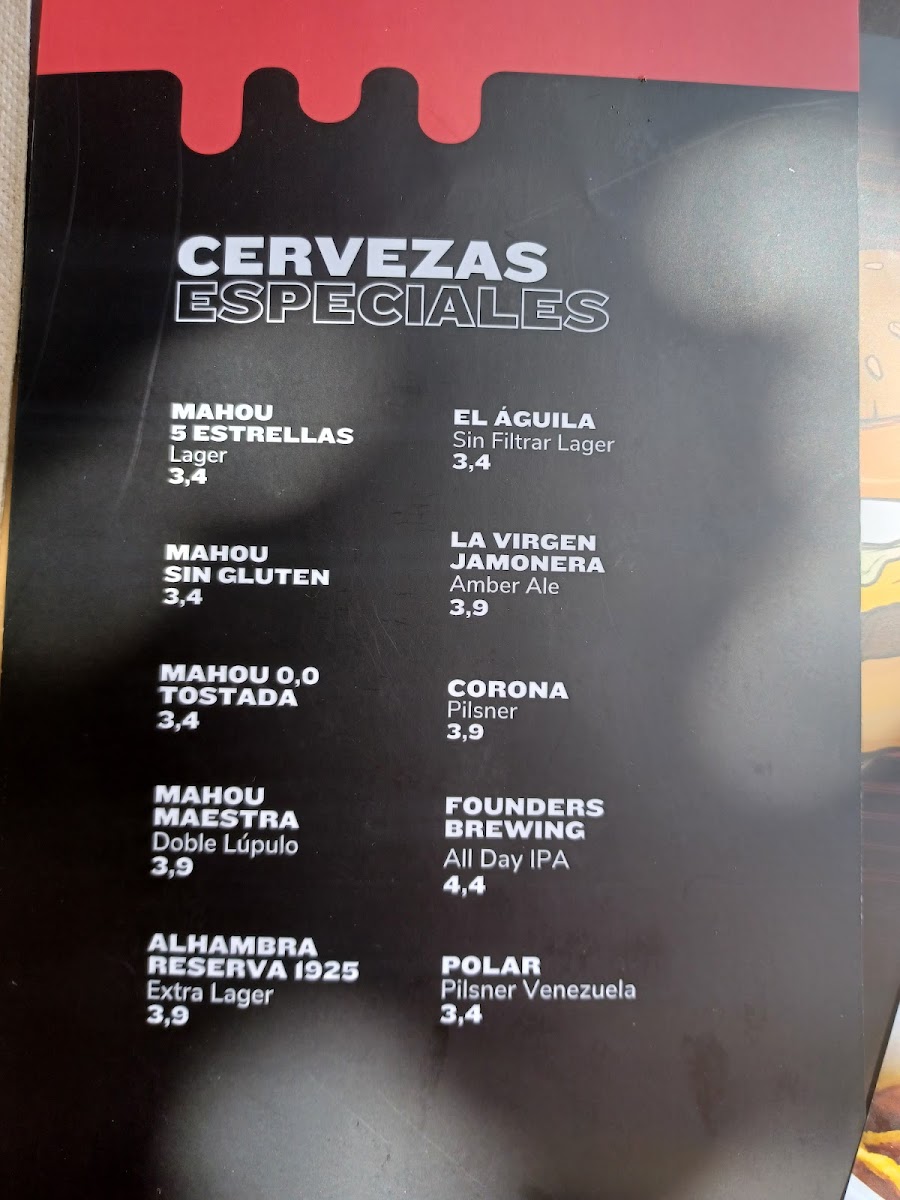 CERVEZAS
ESPECIALES
MAHOU
5 ESTRELLAS
Lager
3,4
MAHOU
SIN GLUTEN
3,4
MAHOU 0,0
TOSTADA
3,4
MAHOU
MAESTRA
Doble Lúpulo
3,9
ALHAMBRA
RESERVA 1925
Extra Lager
3,9
EL ÁGUILA
Sin Filtrar Lager
3,4
LA VIRGEN
JAMONERA
Amber Ale
3,9
CORONA
Pilsner
3,9
FOUNDERS
BREWING
All Day IPA
4,4
POLAR
Pilsner Venezuela
3,4